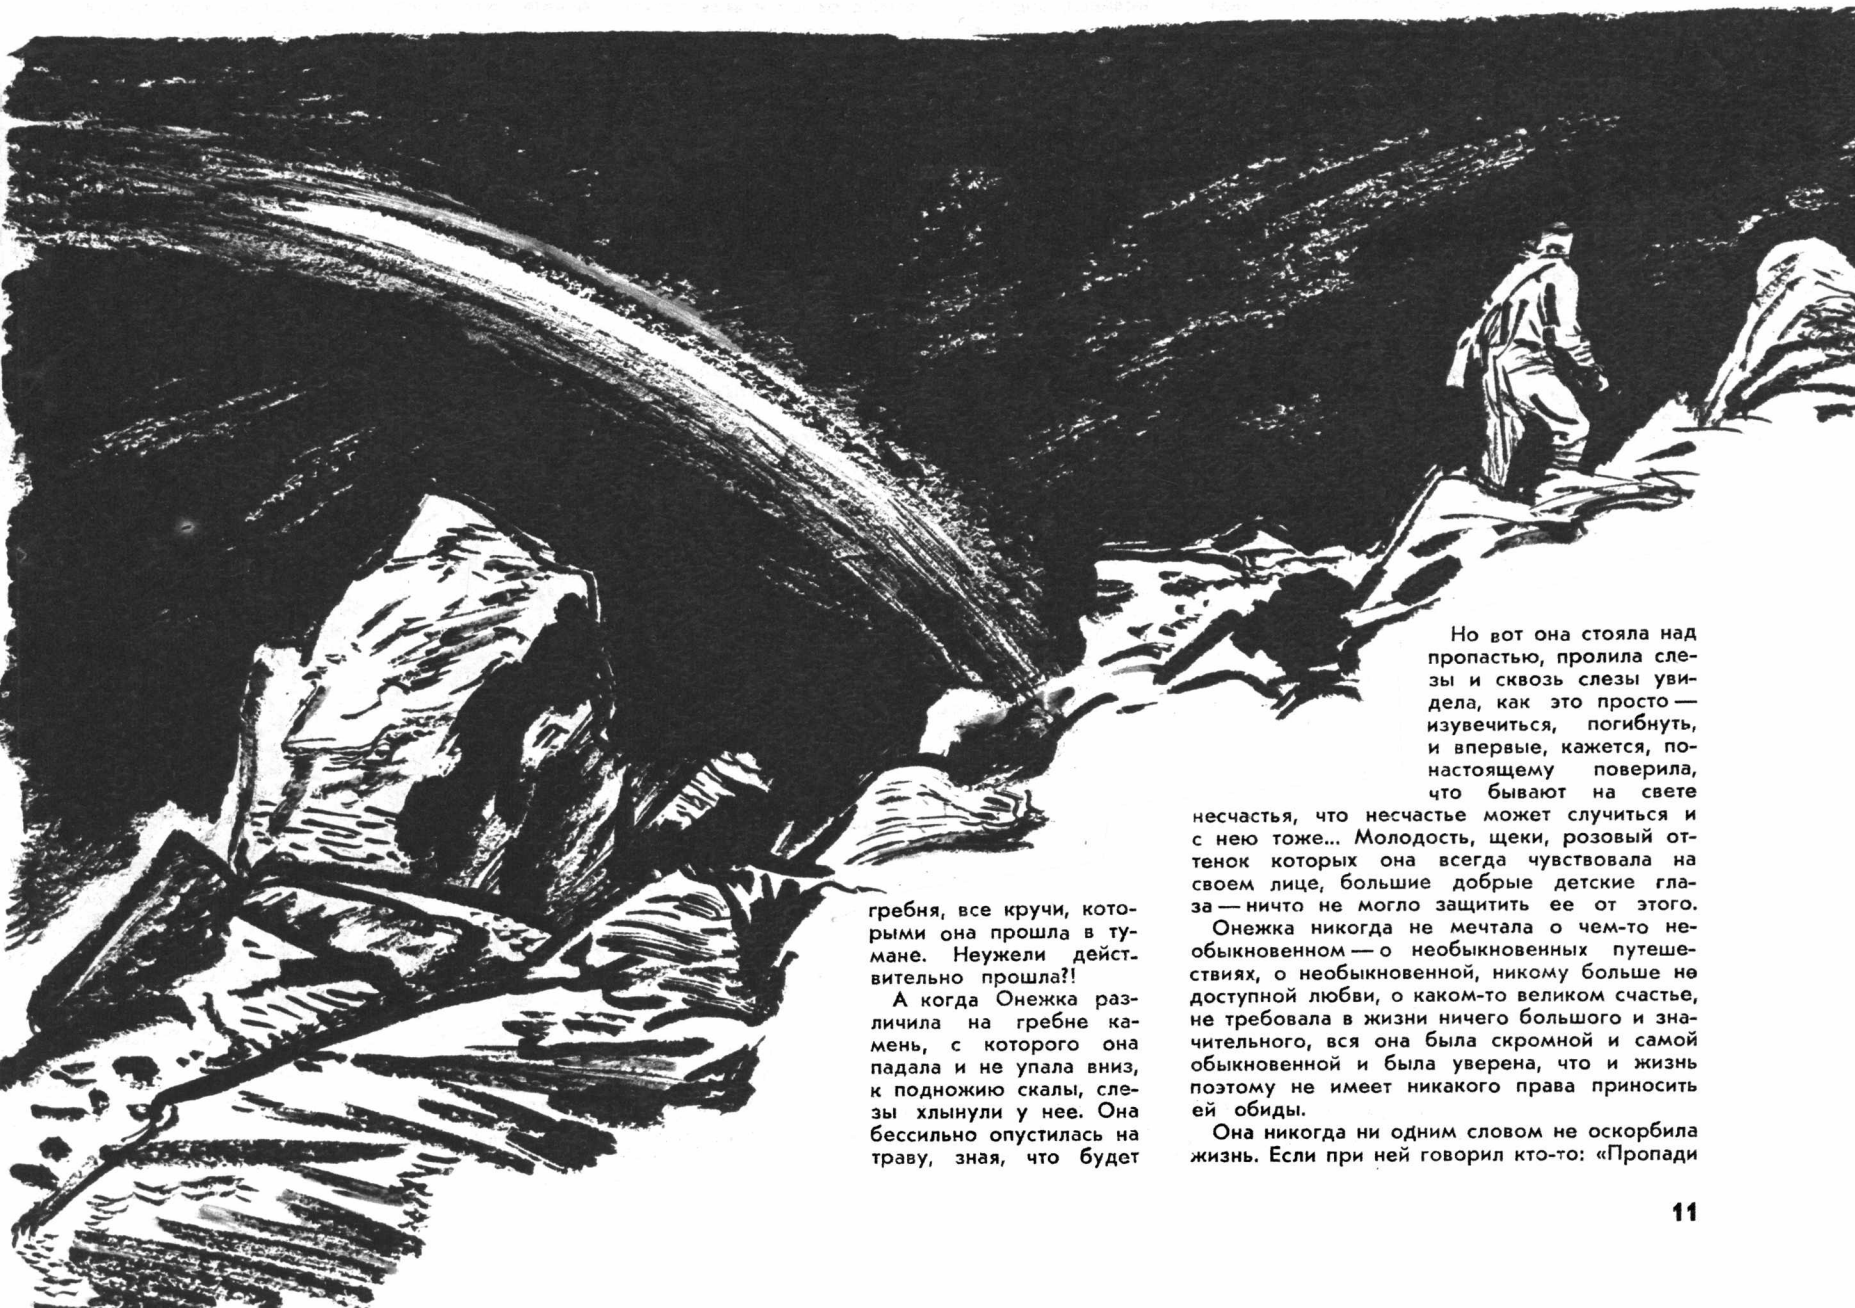 гребня, все кручи, кото-
рыми она прошла в ту-
мане. Неужели дейст-
вительно прошла?!
А когда Онежка раз-
личила на гребне ка-
мень, с которого она
падала и не упала вниз,
к подножию скалы, сле-
зы хлынули у нее. Она
бессильно опустилась на
траву, зная, что будет
Но вот она стояла над
пропастью, пролила сле-
зы и сквозь слезы уви-
дела, как это просто —
изувечиться, погибнуть,
и впервые, кажется, по-
настоящему поверила,
что бывают на свете
несчастья, что несчастье может случиться и
с нею тоже... Молодость, щеки, розовый от-
тенок которых она всегда чувствовала на
своем лице, большие добрые детские гла-
за — ничто не могло защитить ее от этого.
Онежка никогда не мечтала о чем-то не-
обыкновенном — о необыкновенных путеше-
ствиях, о необыкновенной, никому больше не
доступной любви, о каком-то великом счастье,
не требовала в жизни ничего большого и зна-
чительного, вся она была скромной и самой
обыкновенной и была уверена, что и жизнь
поэтому не имеет никакого права приносить
ей обиды.
Она никогда ни одним словом не оскорбила
жизнь. Если при ней говорил кто-то: «Пропади
11